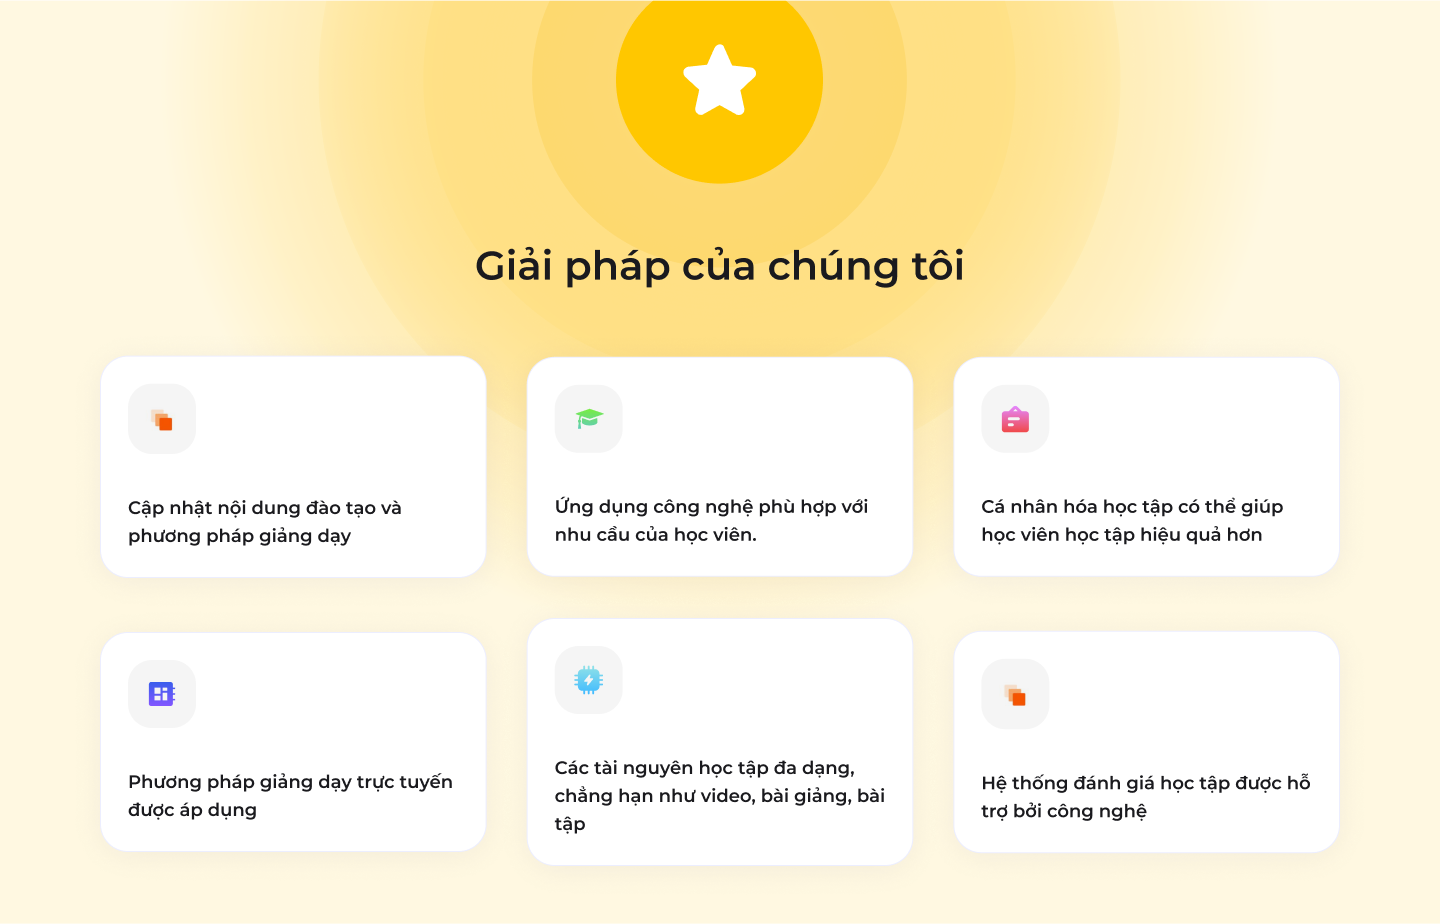 Giải pháp của chúng tôi
Cập nhật nội dung đào tạo và
phương pháp giảng dạy
Ứng dụng công nghệ phù hợp với
nhu cầu của học viên.
Cá nhân hóa học tập có thể giúp
học viên học tập hiệu quả hơn
Phương pháp giảng dạy trực tuyến
được áp dụng
Các tài nguyên học tập đa dạng,
chẳng hạn như video, bài giảng, bài
tập
Hệ thống đánh giá học tập được hỗ
trợ bởi công nghệ